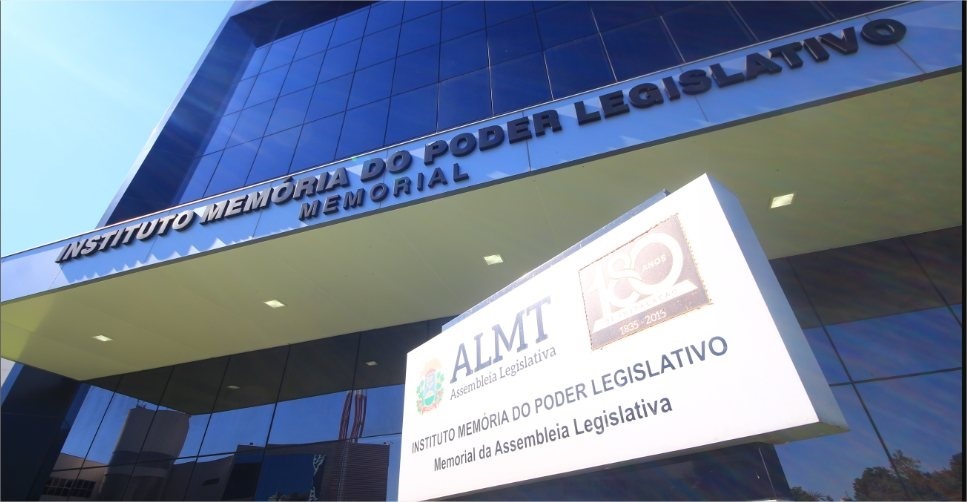 INSTITUTO MEMÓRIA DO PODER LEGISLATIVO
MEMORIAL
ALMT
Assembleia Legislativa
180
ANOS
1835 - 2015
INSTITUTO MEMÓRIA DO PODER LEGISLATIVO
Memorial da Assembleia Legislativa